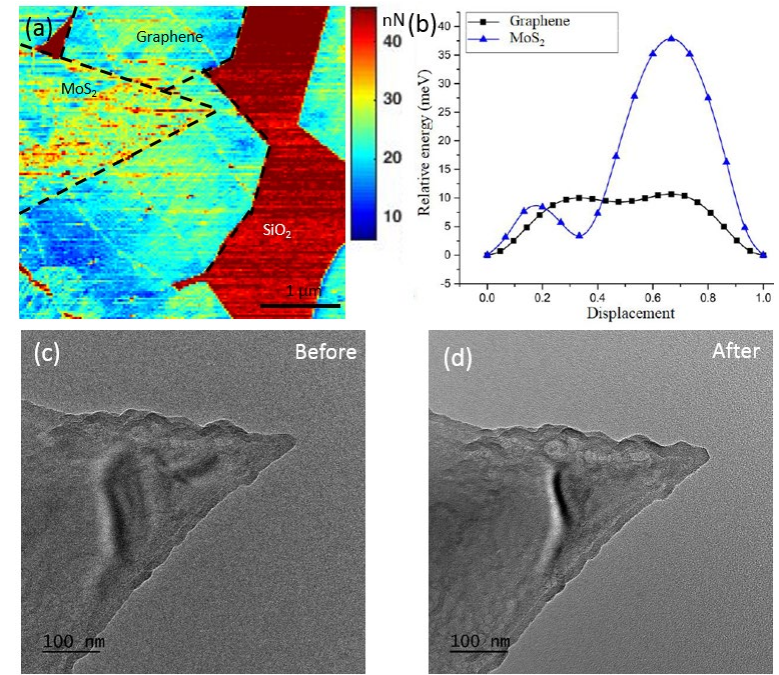 (a)
Graphene
MoS₂
SiO₂
1 μm
nN
40
30
20
10
(b)
Graphene
MoS₂
Relative energy (meV)
40
35
30
25
20
15
10
5
0
-5
0.0 0.2 0.4 0.6 0.8 1.0
Displacement
(c) Before
100 nm
(d) After
100 nm